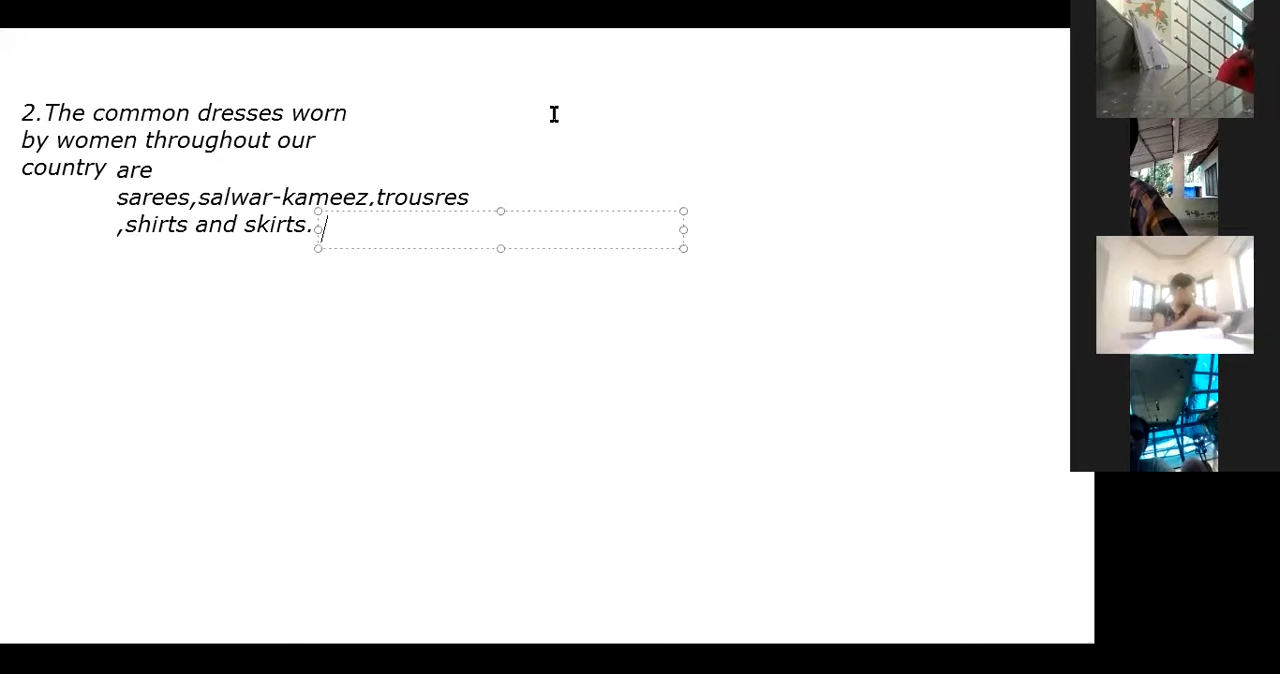 2.The common dresses worn
by women throughout our
country are
sarees,salwar-kameez,trousres
,shirts and skirts.